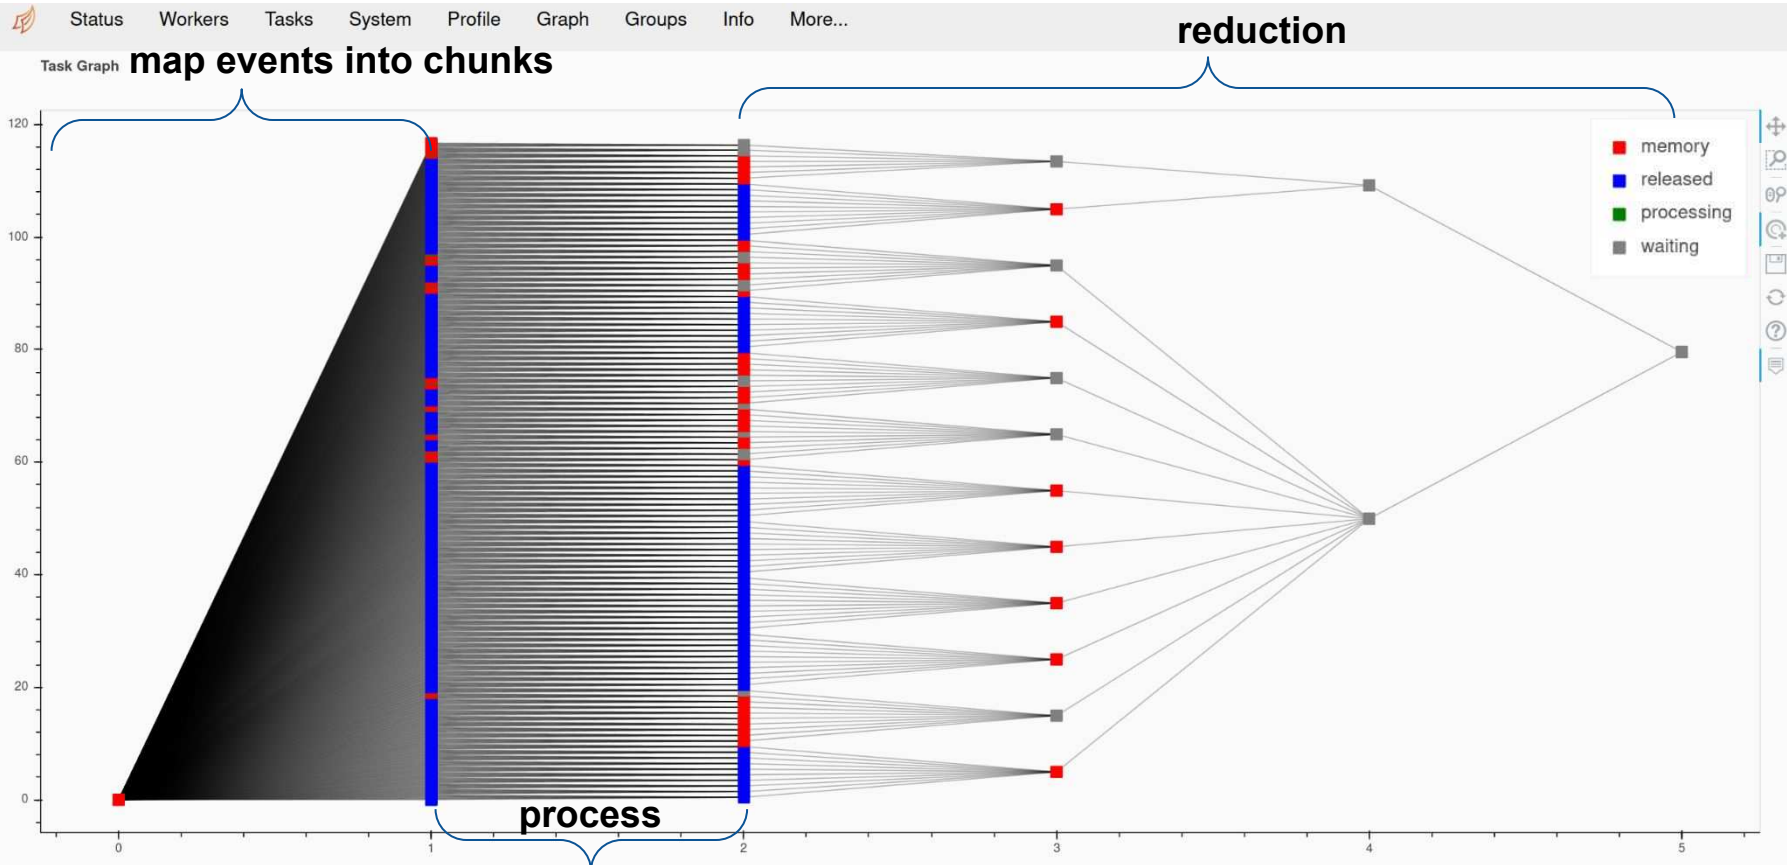 Status Workers Tasks System Profile Graph Groups Info More...
reduction
Task Graph map events into chunks
120
100
80
60
40
20
0
memory
released
processing
waiting
process
0 1 2 3 4 5